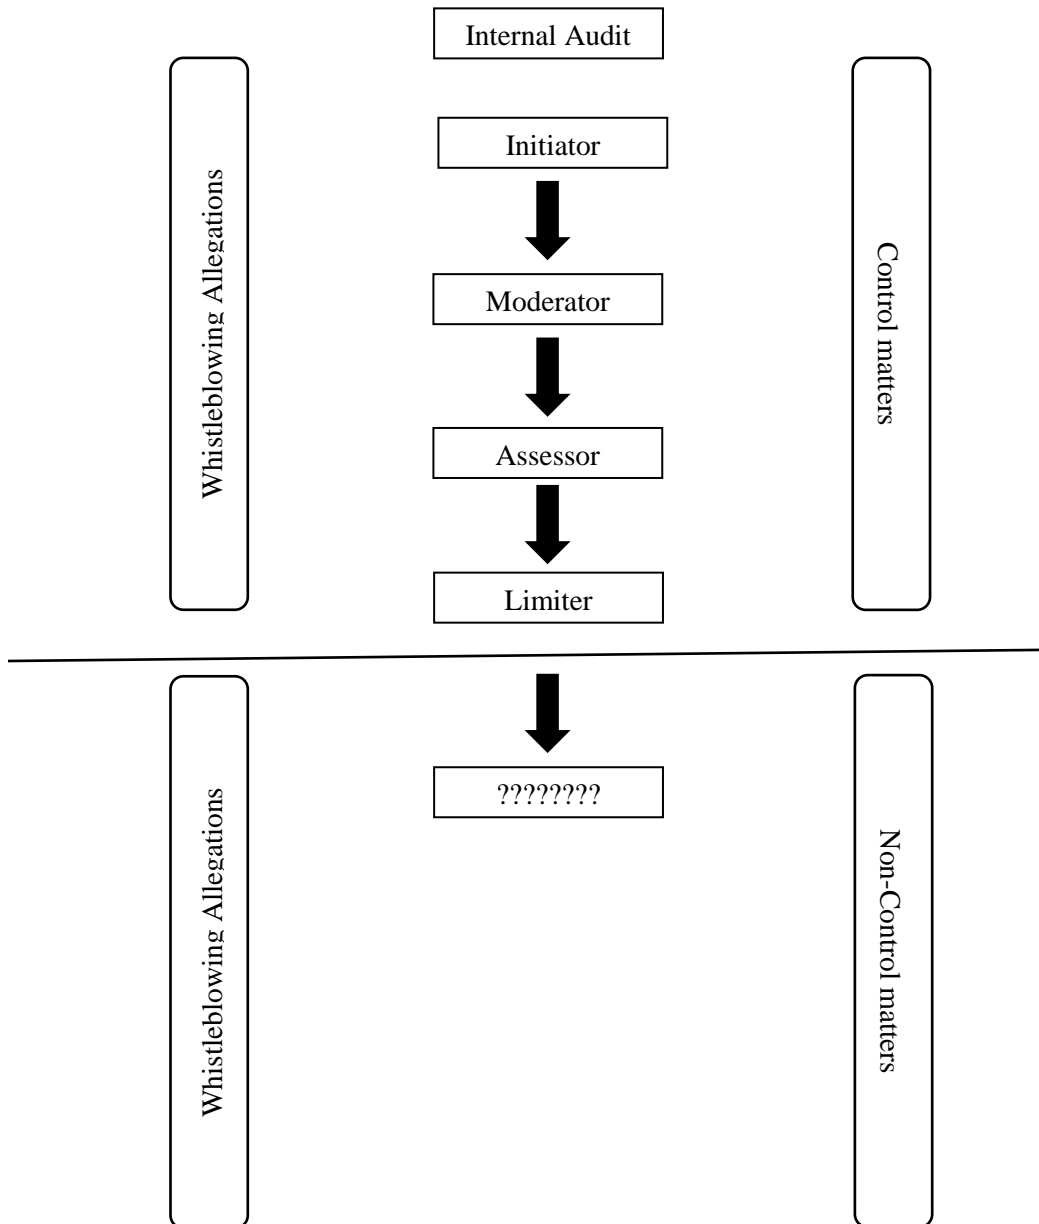 Internal Audit
Initiator
Whistleblowing Allegations
Control matters
Moderator
Assessor
Limiter
????????
Whistleblowing Allegations
Non-Control matters